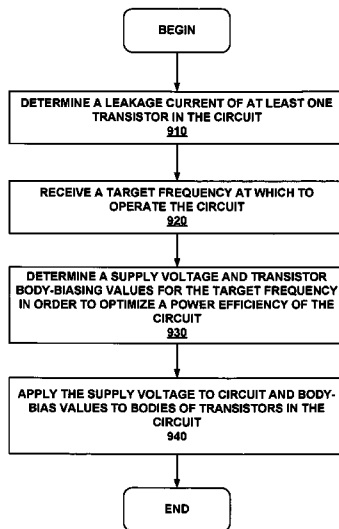 BEGIN
DETERMINE A LEAKAGE CURRENT OF AT LEAST ONE
TRANSISTOR IN THE CIRCUIT
910
RECEIVE A TARGET FREQUENCY AT WHICH TO
OPERATE THE CIRCUIT
920
DETERMINE A SUPPLY VOLTAGE AND TRANSISTOR
BODY-BIASING VALUES FOR THE TARGET FREQUENCY
IN ORDER TO OPTIMIZE A POWER EFFICIENCY OF THE
CIRCUIT
930
APPLY THE SUPPLY VOLTAGE TO CIRCUIT AND BODY-
BIAS VALUES TO BODIES OF TRANSISTORS IN THE
CIRCUIT
940
END